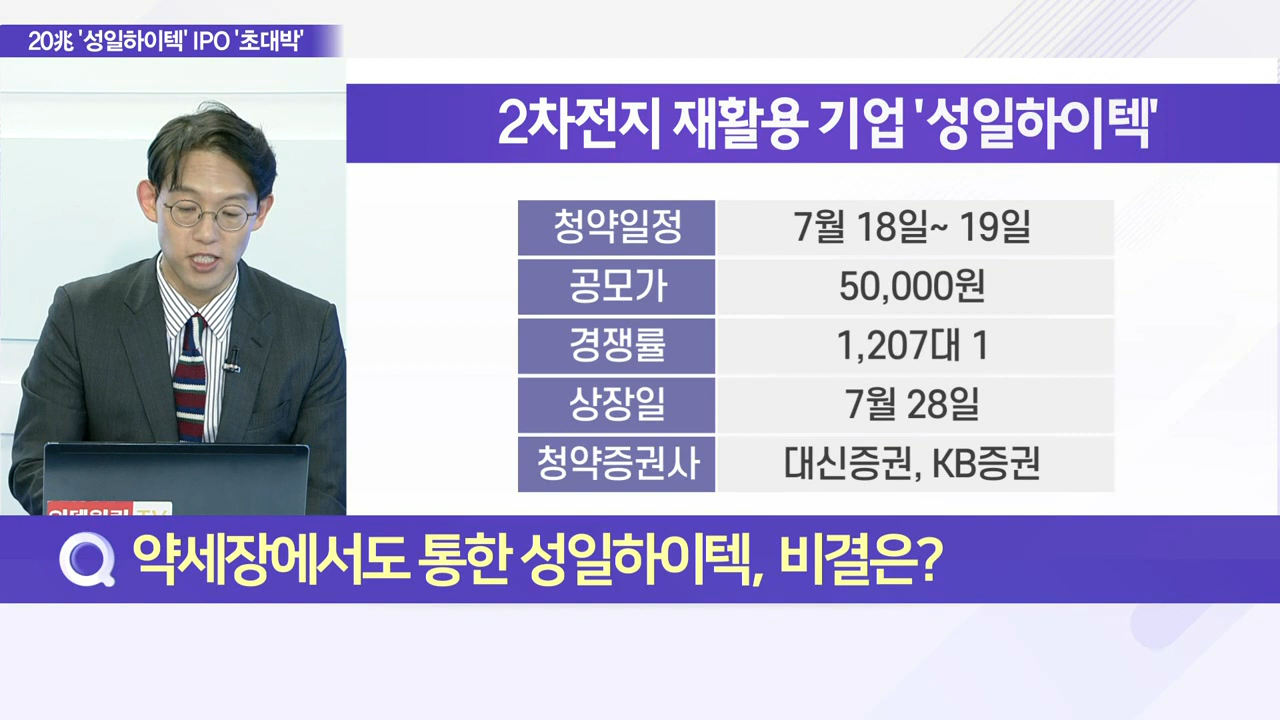 20兆 '성일하이텍' IPO '초대박'
2차전지 재활용 기업 '성일하이텍'
청약일정 7월 18일~ 19일
공모가 50,000원
경쟁률 1,207대 1
상장일 7월 28일
청약증권사 대신증권, KB증권
약세장에서도 통한 성일하이텍, 비결은?